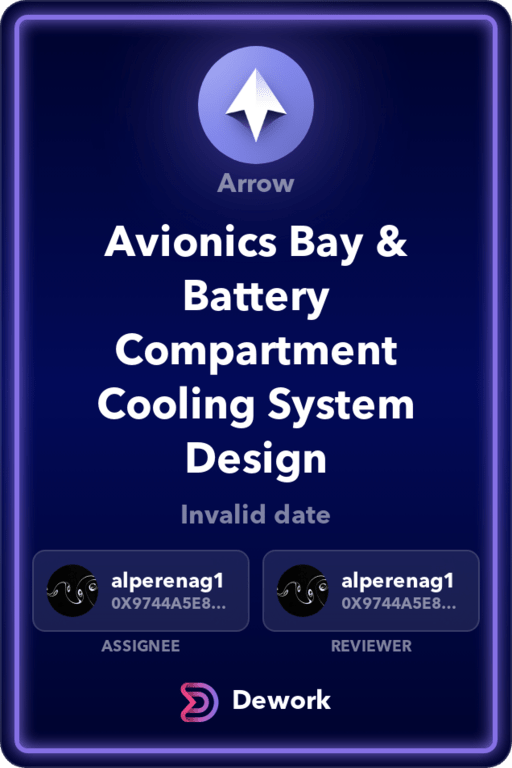 Arrow
Avionics Bay &
Battery
Compartment
Cooling System
Design
Invalid date
alperenag1
0X9744A5E8...
ASSIGNEE
alperenag1
0X9744A5E8...
REVIEWER
Dework